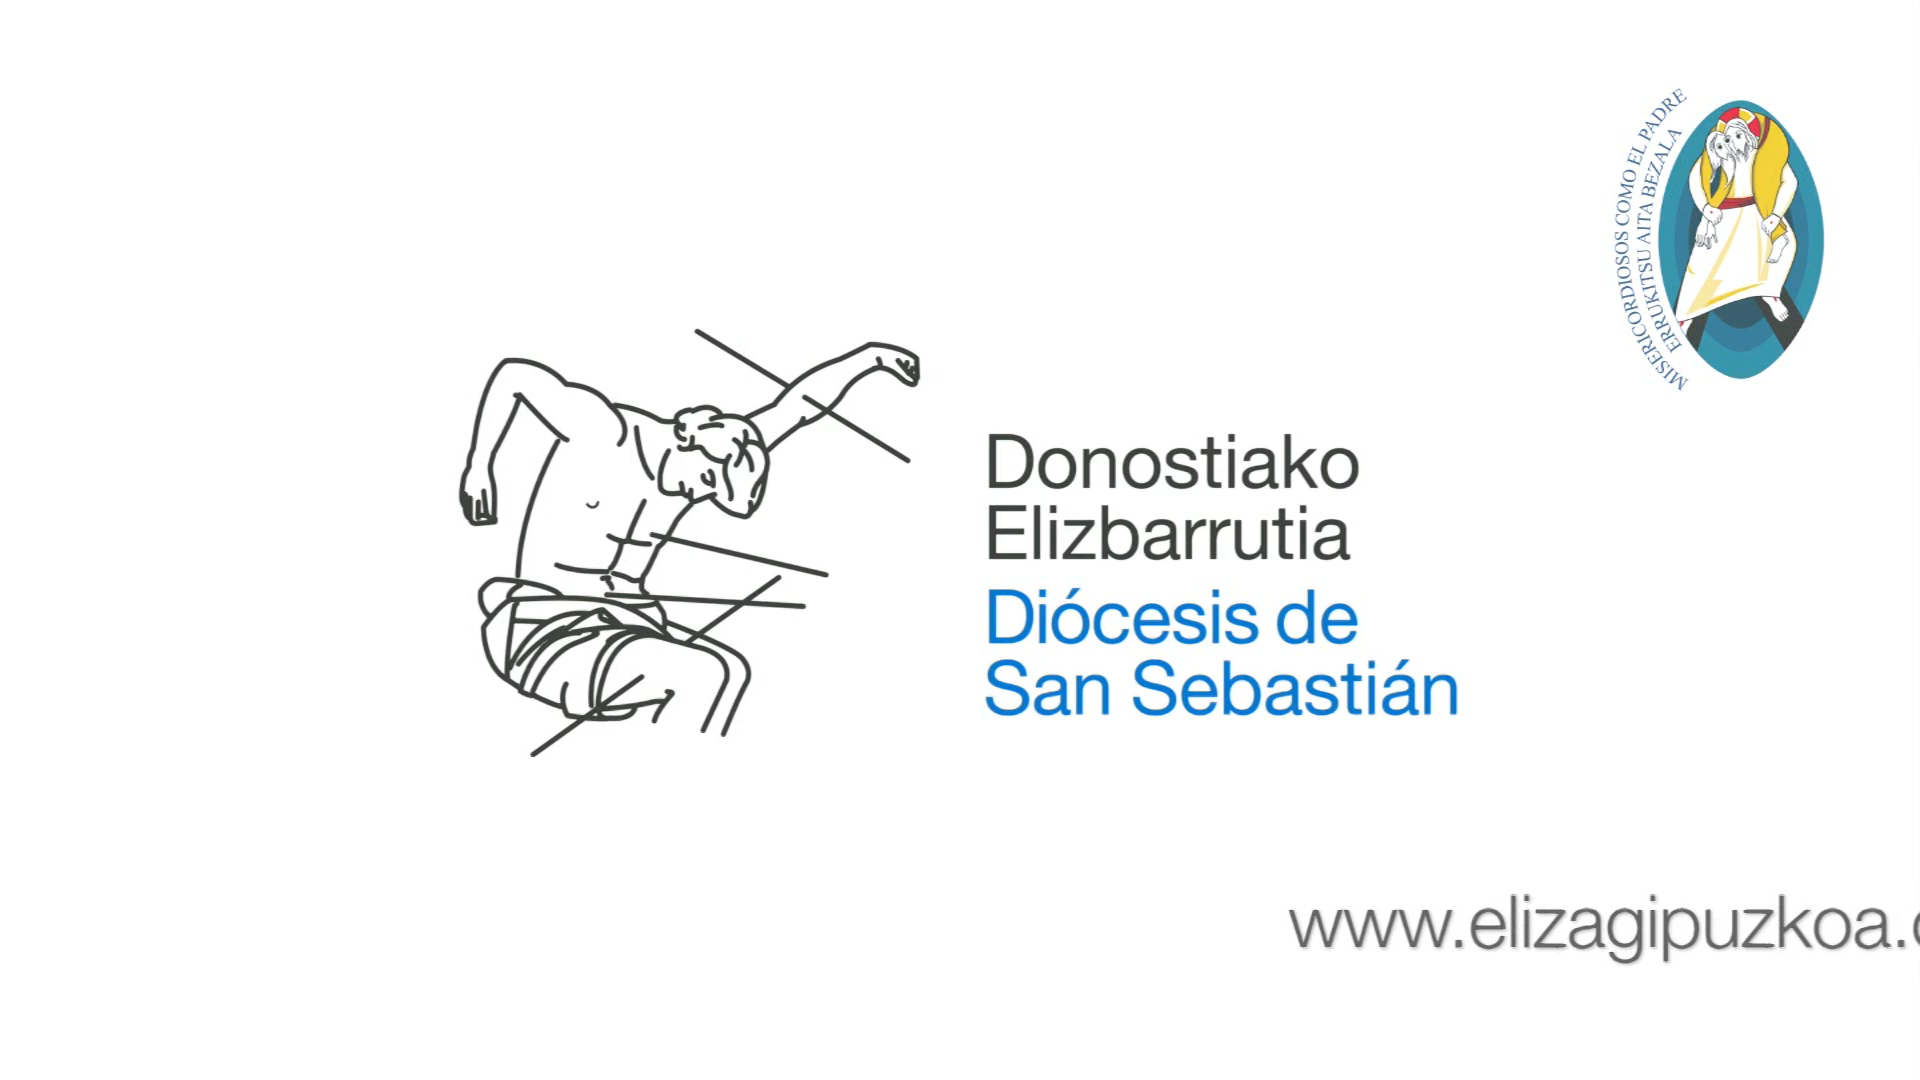 MISERICORDIOSOS COMO EL PADRE
ERRUKITSU AITA BEZALA
Donostiako
Elizbarrutia
Diócesis de
San Sebastián
www.elizagipuzkoa.